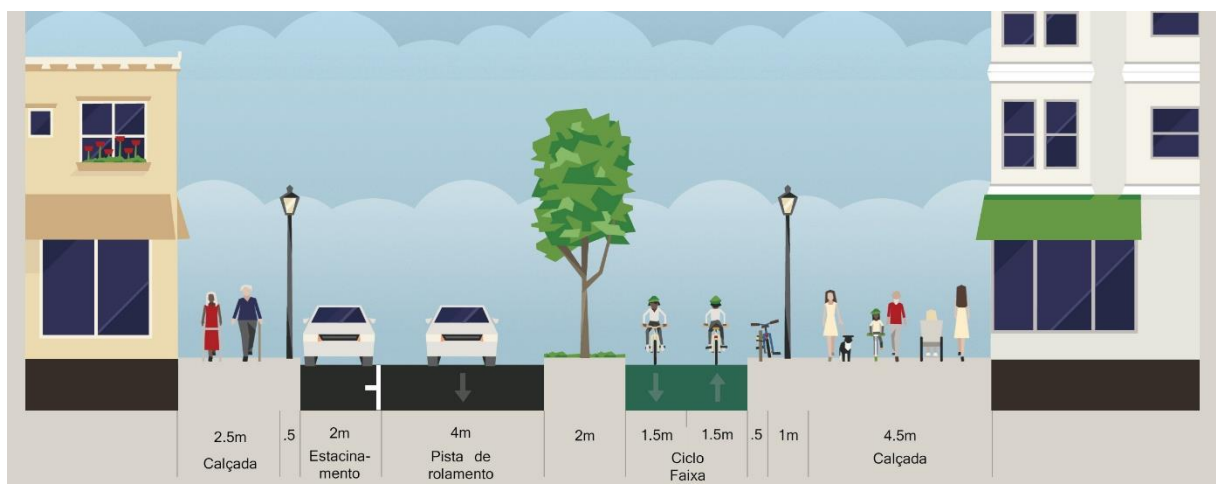 2.5m
Calçada
.5
2m
Estacina-
mento
4m
Pista de
rolamento
2m
1.5m
1.5m
Ciclo
Faixa
.5
1m
4.5m
Calçada